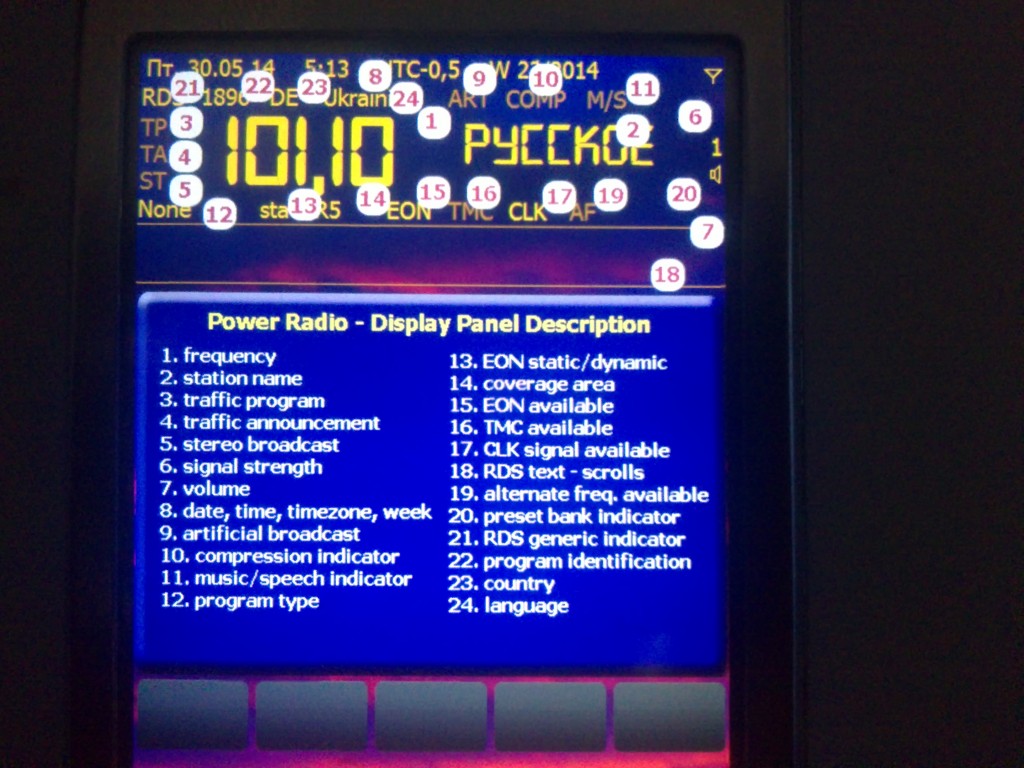 Пт 30.05.14 5:13 UTC-0,5 W 22/2014
21 22 23 8 9 10 11
RDS 1896 DE Ukraini 24 ART COMP M/S
TP 3 101,10 1 РУССКОЕ 2 6
TA 4 1
ST 5
None 12 sta 13 R5 14 EON 15 TMC 16 CLK 17 AF 19 20
7
18
Power Radio - Display Panel Description
1. frequency
2. station name
3. traffic program
4. traffic announcement
5. stereo broadcast
6. signal strength
7. volume
8. date, time, timezone, week
9. artificial broadcast
10. compression indicator
11. music/speech indicator
12. program type
13. EON static/dynamic
14. coverage area
15. EON available
16. TMC available
17. CLK signal available
18. RDS text - scrolls
19. alternate freq. available
20. preset bank indicator
21. RDS generic indicator
22. program identification
23. country
24. language